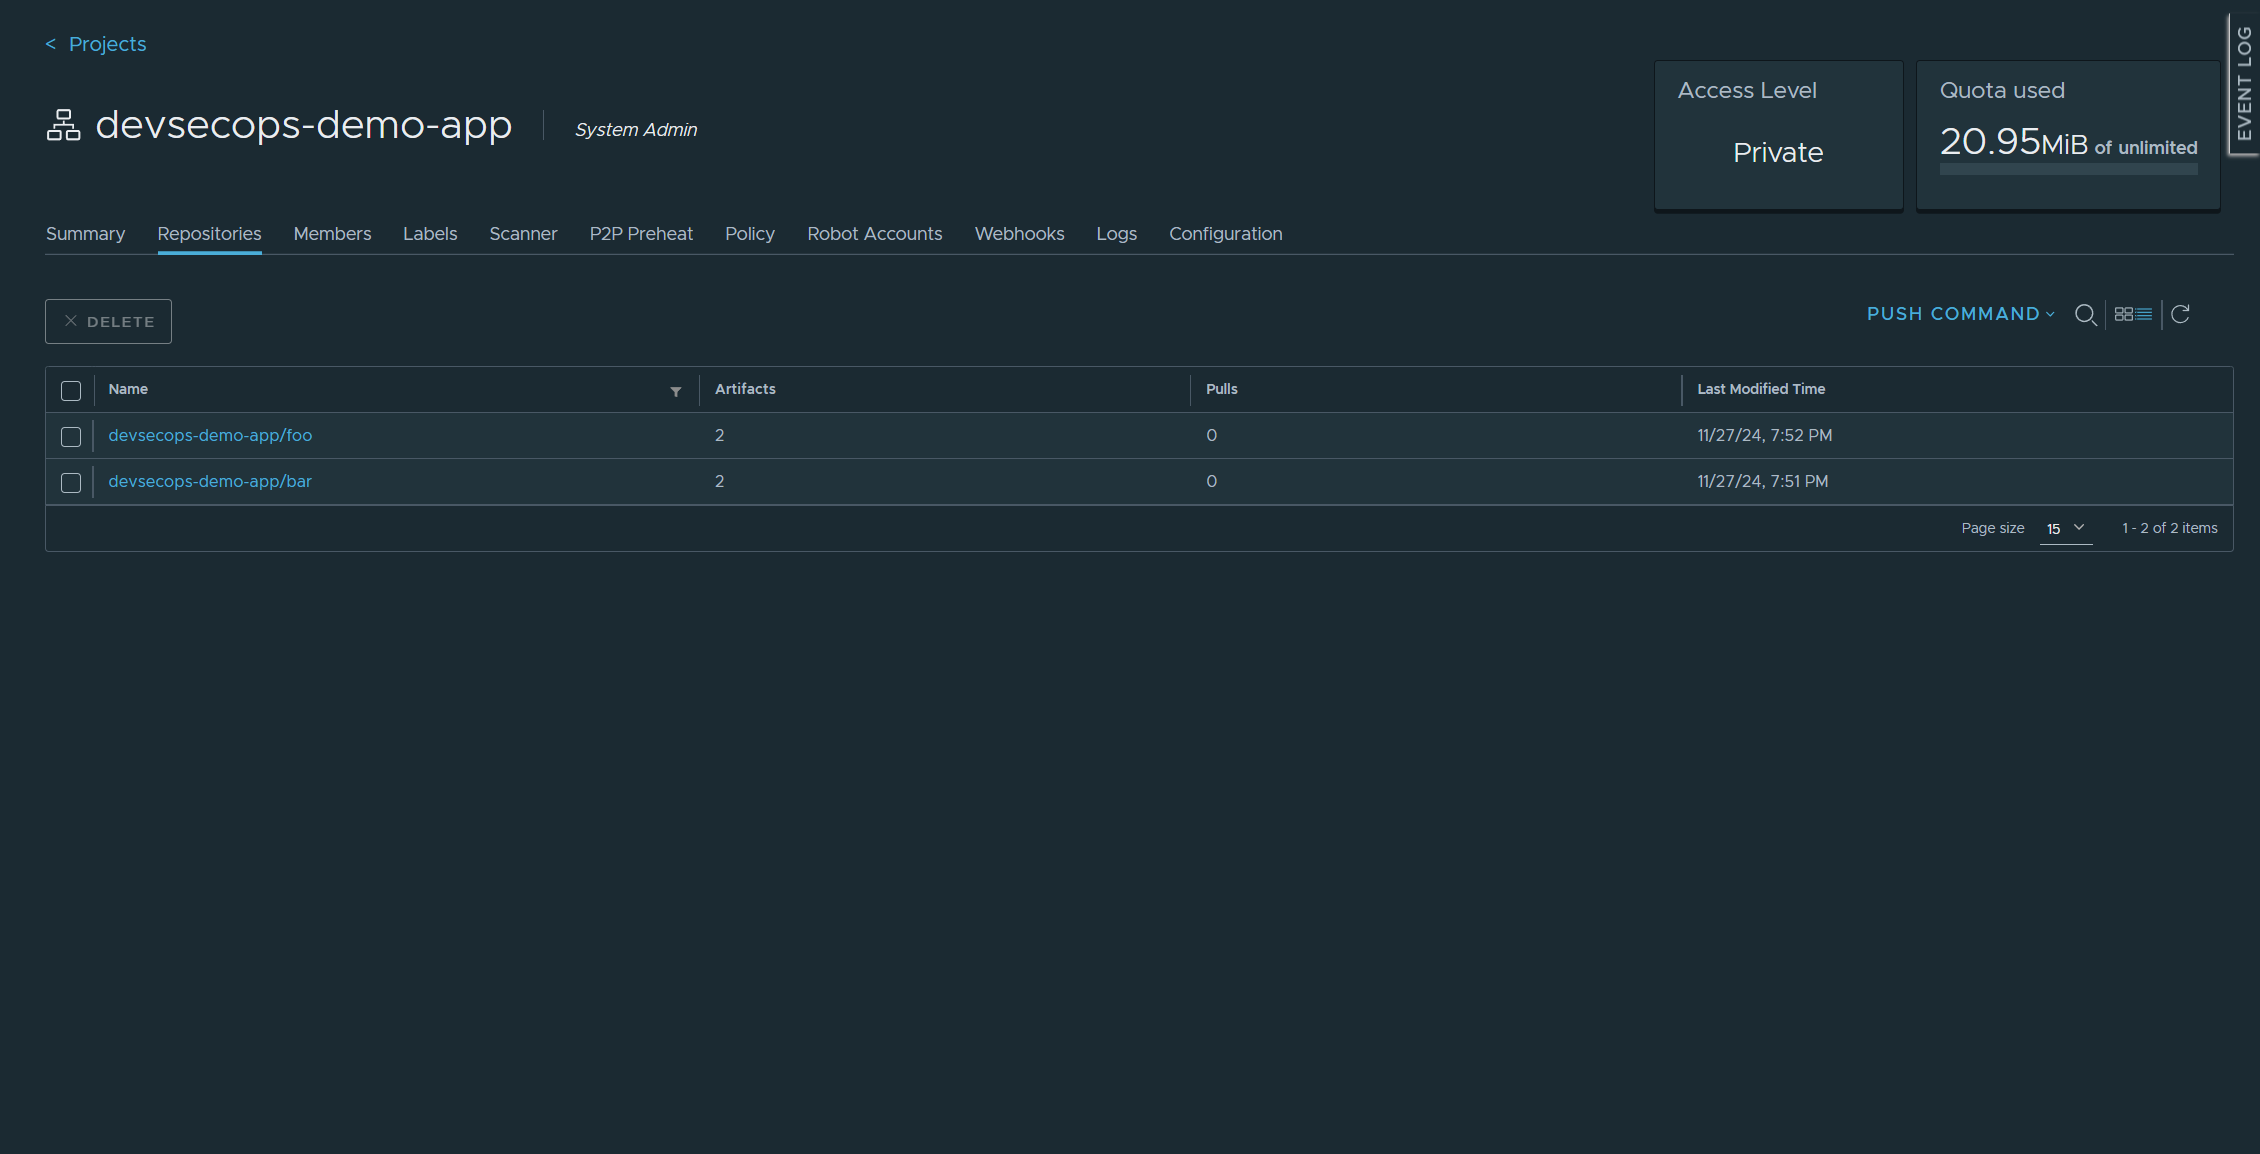 < Projects
devsecops-demo-app
System Admin
Access Level
Private
Quota used
20.95MiB of unlimited
EVENT LOG
Summary Repositories Members Labels Scanner P2P Preheat Policy Robot Accounts Webhooks Logs Configuration
DELETE
PUSH COMMAND
Name Artifacts Pulls Last Modified Time
devsecops-demo-app/foo 2 0 11/27/24, 7:52 PM
devsecops-demo-app/bar 2 0 11/27/24, 7:51 PM
Page size 15 1 - 2 of 2 items